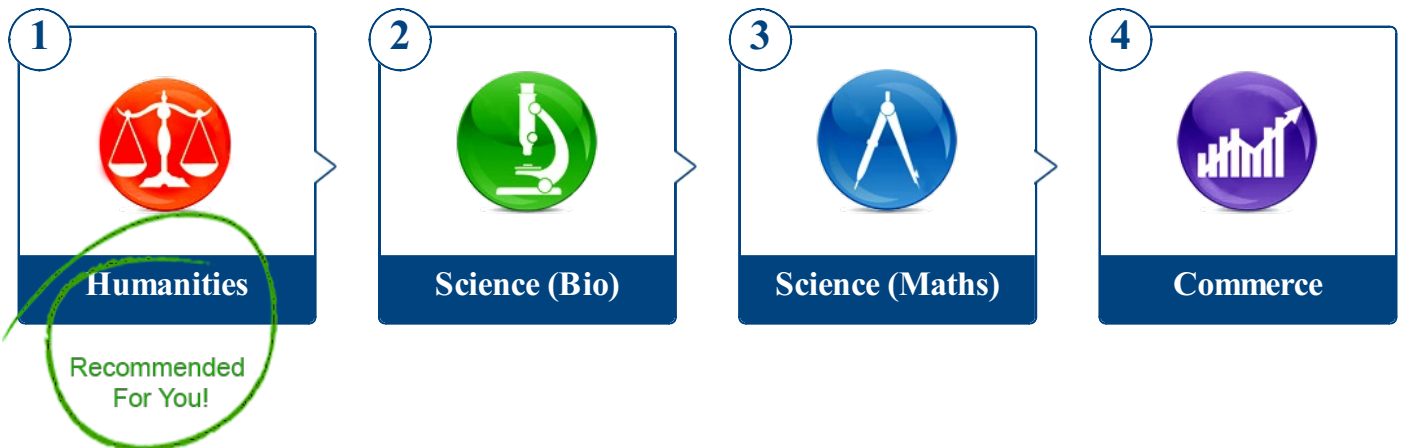 1
2
3
4
Humanities
Science (Bio)
Science (Maths)
Commerce
Recommended
For You!